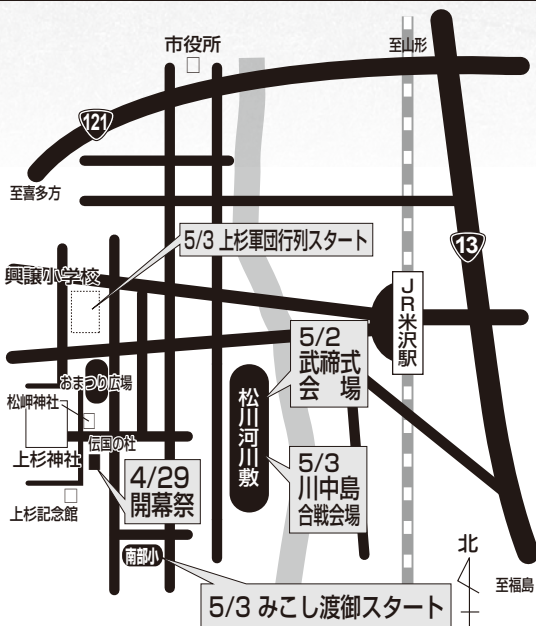 市役所
至山形
121
至喜多方
5/3 上杉軍団行列スタート
13
興譲小学校
JR米沢駅
5/2
武禘式
会 場
おまつり広場
松岬神社
松川河川敷
伝国の杜
上杉神社
4/29
開幕祭
5/3
川中島
合戦会場
上杉記念館
南部小
北
至福島
5/3 みこし渡御スタート